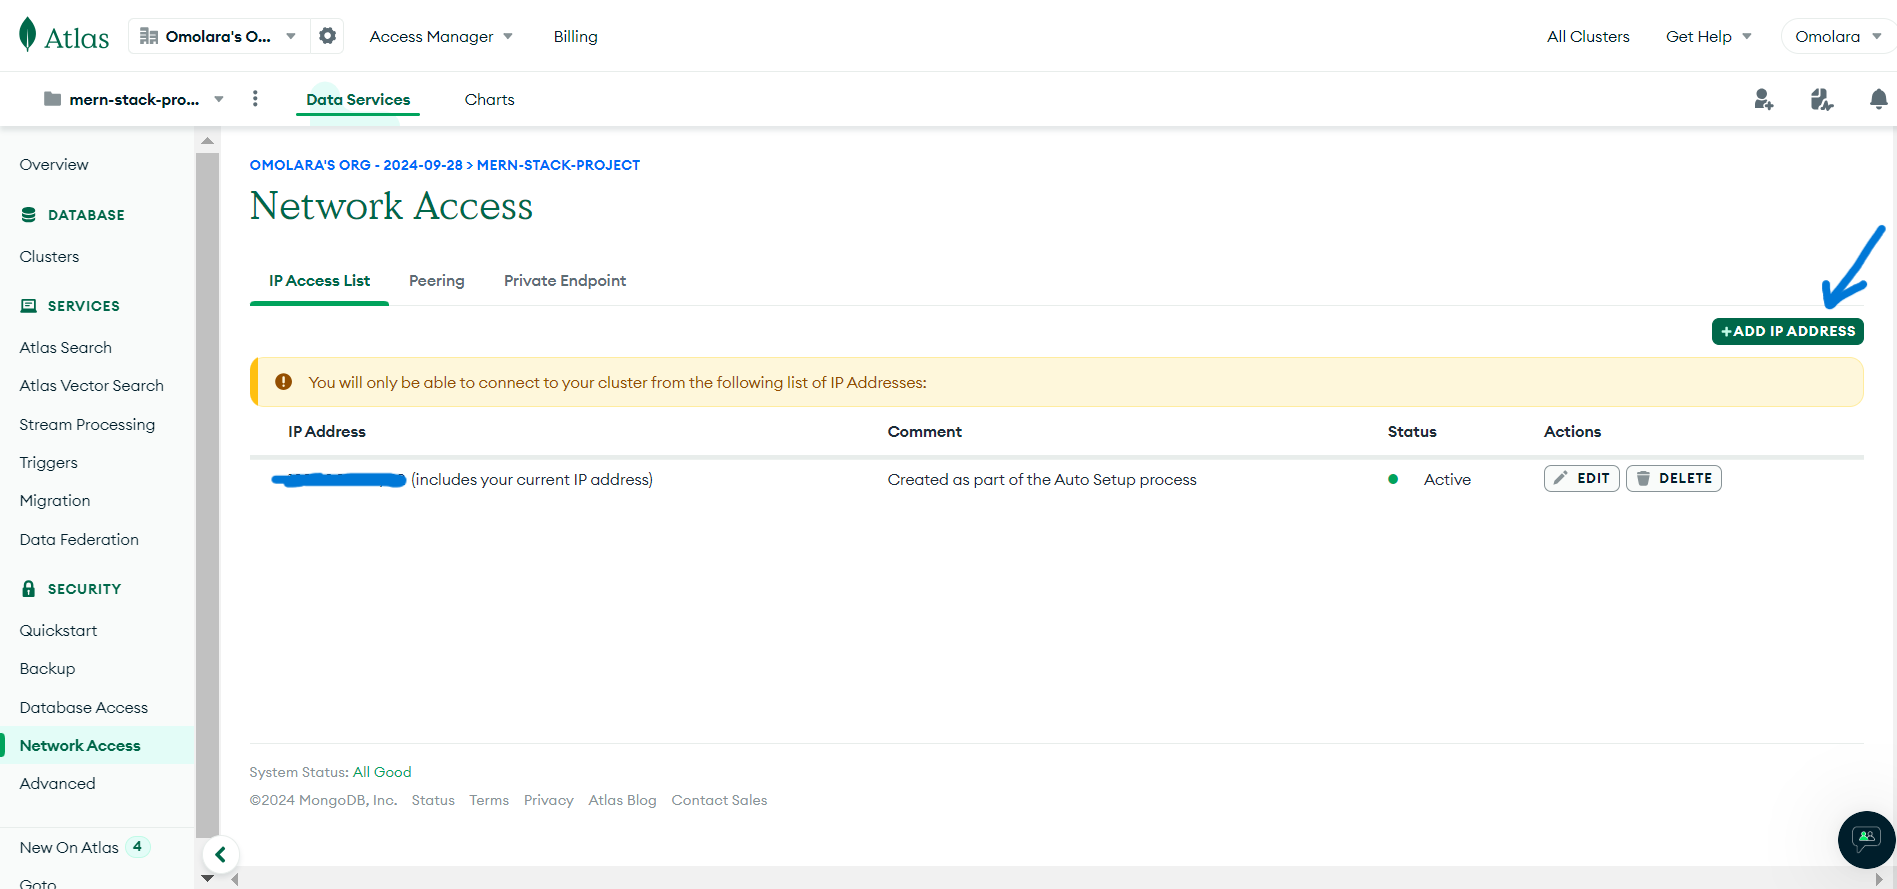 Atlas
Omolara's O...
Access Manager
Billing
All Clusters
Get Help
Omolara
mern-stack-pro...
Data Services
Charts
Overview
DATABASE
Clusters
SERVICES
Atlas Search
Atlas Vector Search
Stream Processing
Triggers
Migration
Data Federation
SECURITY
Quickstart
Backup
Database Access
Network Access
Advanced
New On Atlas 4
Goto
OMOLARA'S ORG - 2024-09-28 > MERN-STACK-PROJECT
Network Access
IP Access List
Peering
Private Endpoint
+ADD IP ADDRESS
You will only be able to connect to your cluster from the following list of IP Addresses:
IP Address Comment Status Actions
(includes your current IP address) Created as part of the Auto Setup process Active EDIT DELETE
System Status: All Good
©2024 MongoDB, Inc. Status Terms Privacy Atlas Blog Contact Sales